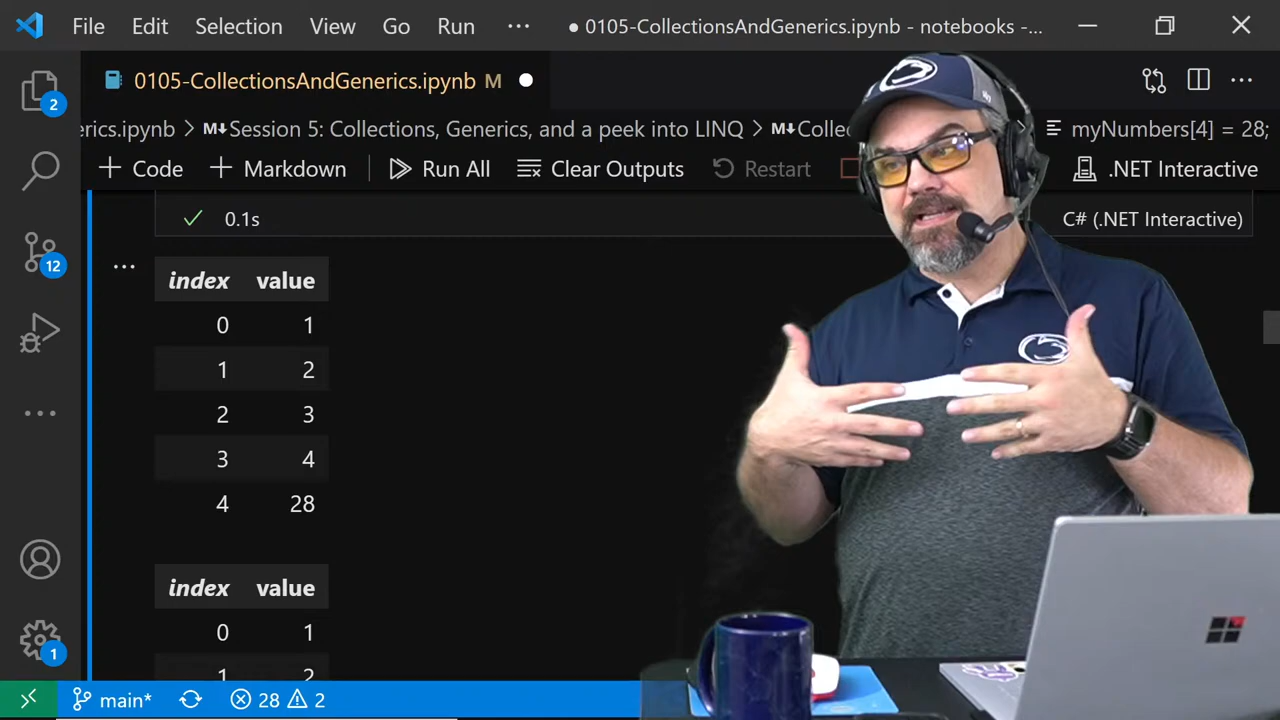 File Edit Selection View Go Run ··· ● 0105-CollectionsAndGenerics.ipynb - notebooks -...
0105-CollectionsAndGenerics.ipynb M
erics.ipynb > M↓Session 5: Collections, Generics, and a peek into LINQ > M↓Colle myNumbers[4] = 28;
+ Code + Markdown Run All Clear Outputs Restart .NET Interactive
0.1s C# (.NET Interactive)
index value
0 1
1 2
2 3
3 4
4 28
index value
0 1
1 2
2
12
1
main* 28 2